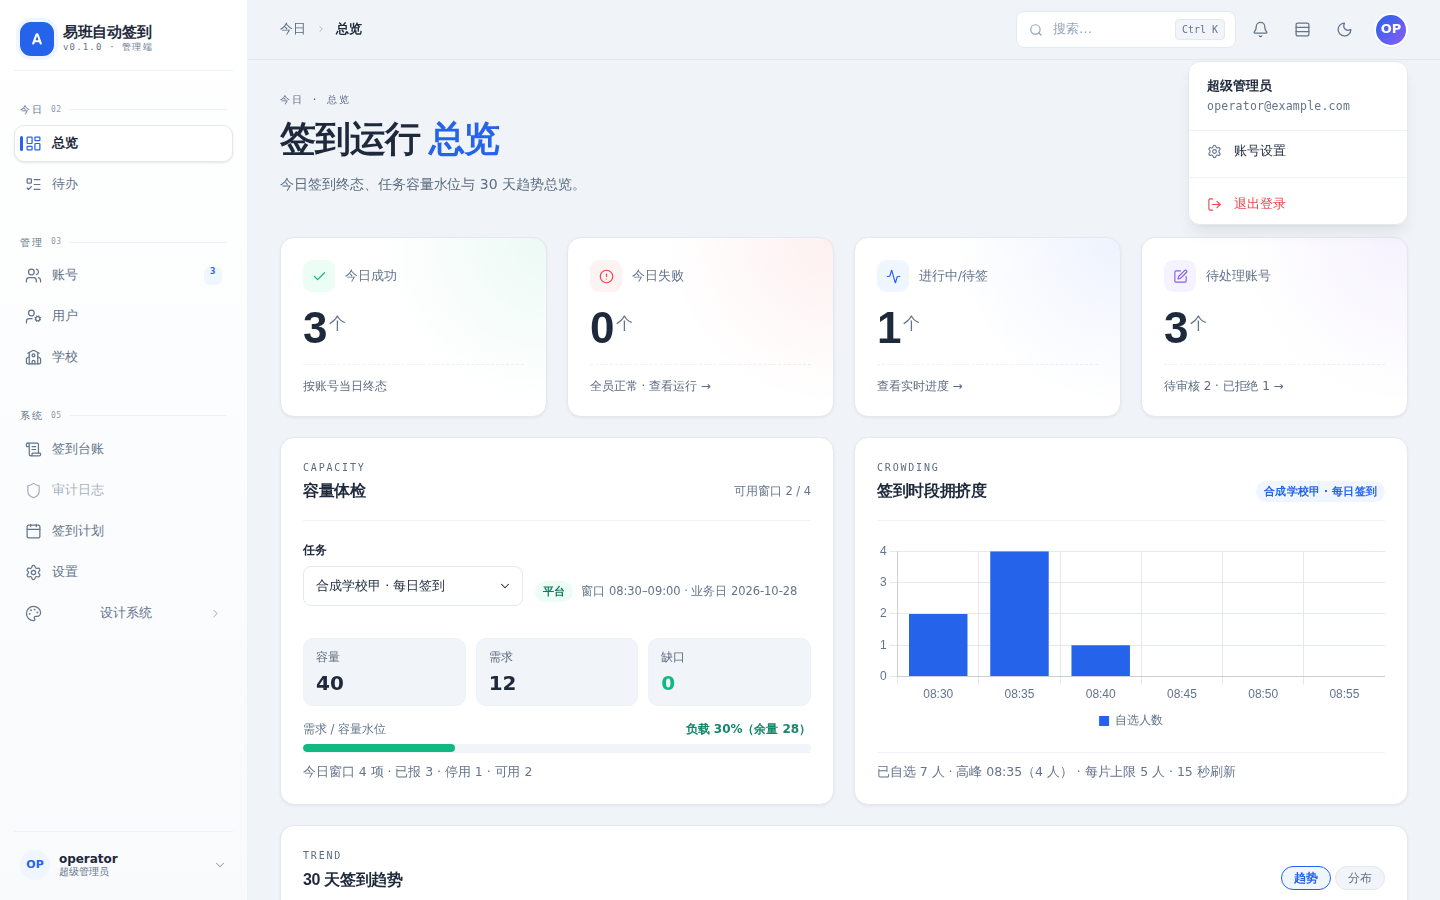 易班自动签到
v0.1.0 · 管理端
今日 02
总览
待办
管理 03
账号 3
用户
学校
系统 05
签到台账
审计日志
签到计划
设置
设计系统
OP operator
超级管理员
今日 总览
搜索… Ctrl K
OP
超级管理员
operator@example.com
账号设置
退出登录
今日 · 总览
签到运行 总览
今日签到终态、任务容量水位与 30 天趋势总览。
今日成功
3个
按账号当日终态
今日失败
0个
全员正常 · 查看运行 →
进行中/待签
1个
查看实时进度 →
待处理账号
3个
待审核 2 · 已拒绝 1 →
CAPACITY
容量体检
可用窗口 2 / 4
任务
合成学校甲 · 每日签到
平台 窗口 08:30–09:00 · 业务日 2026-10-28
容量
40
需求
12
缺口
0
需求 / 容量水位
负载 30%（余量 28）
今日窗口 4 项 · 已报 3 · 停用 1 · 可用 2
CROWDING
签到时段拥挤度
合成学校甲 · 每日签到
4
3
2
1
0
08:30 08:35 08:40 08:45 08:50 08:55
自选人数
已自选 7 人 · 高峰 08:35（4 人） · 每片上限 5 人 · 15 秒刷新
TREND
30 天签到趋势
趋势 分布